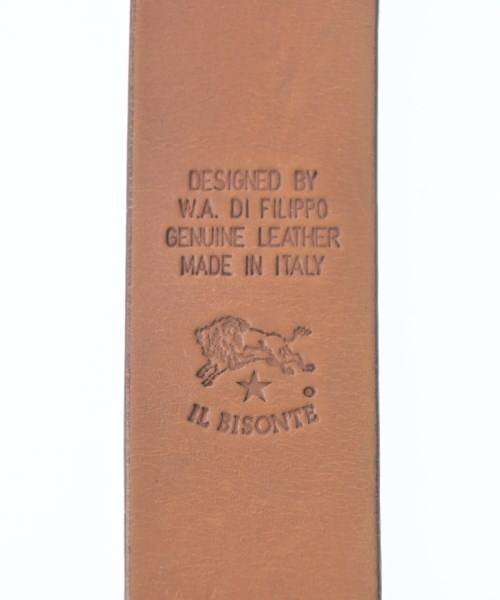 DESIGNED BY
W.A. DI FILIPPO
GENUINE LEATHER
MADE IN ITALY
IL BISONTE